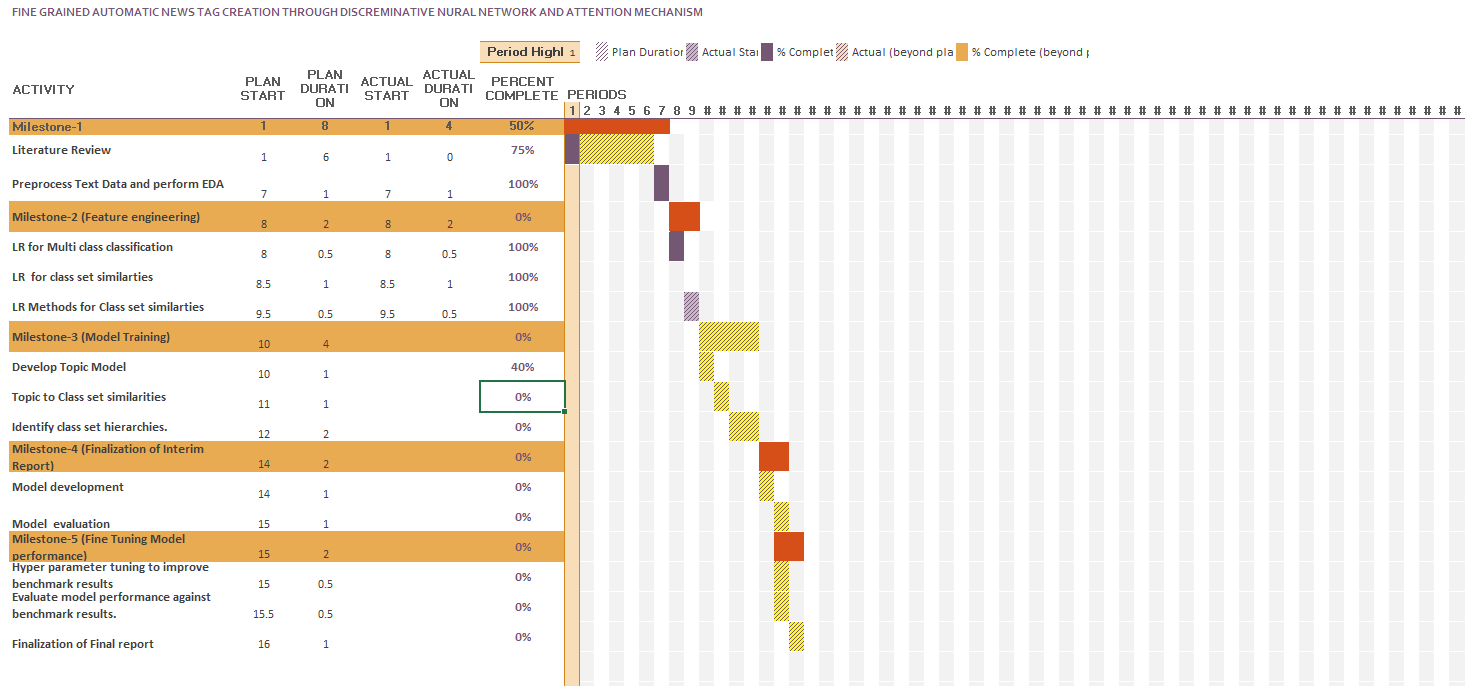 FINE GRAINED AUTOMATIC NEWS TAG CREATION THROUGH DISCREMINATIVE NURAL NETWORK AND ATTENTION MECHANISM
Period Highl 1 Plan Duration Actual Star % Complet Actual (beyond pla % Complete (beyond p
ACTIVITY PLAN START PLAN DURATI ON ACTUAL START ACTUAL DURATI ON PERCENT COMPLETE PERIODS
1 2 3 4 5 6 7 8 9 # # # # # # # # # # # # # # # # # # # # # # # # # # # # # # # # # # # # # # # # # # # # # # # # # # #
Milestone-1 1 8 1 4 50%
Literature Review 1 6 1 0 75%
Preprocess Text Data and perform EDA 7 1 7 1 100%
Milestone-2 (Feature engineering) 8 2 8 2 0%
LR for Multi class classification 8 0.5 8 0.5 100%
LR for class set similarties 8.5 1 8.5 1 100%
LR Methods for Class set similarties 9.5 0.5 9.5 0.5 100%
Milestone-3 (Model Training) 10 4 0%
Develop Topic Model 10 1 40%
Topic to Class set similarities 11 1 0%
Identify class set hierarchies. 12 2 0%
Milestone-4 (Finalization of Interim
Report) 14 2 0%
Model development 14 1 0%
Model evaluation 15 1 0%
Milestone-5 (Fine Tuning Model
performance) 15 2 0%
Hyper parameter tuning to improve
benchmark results 15 0.5 0%
Evaluate model performance against
benchmark results. 15.5 0.5 0%
Finalization of Final report 16 1 0%